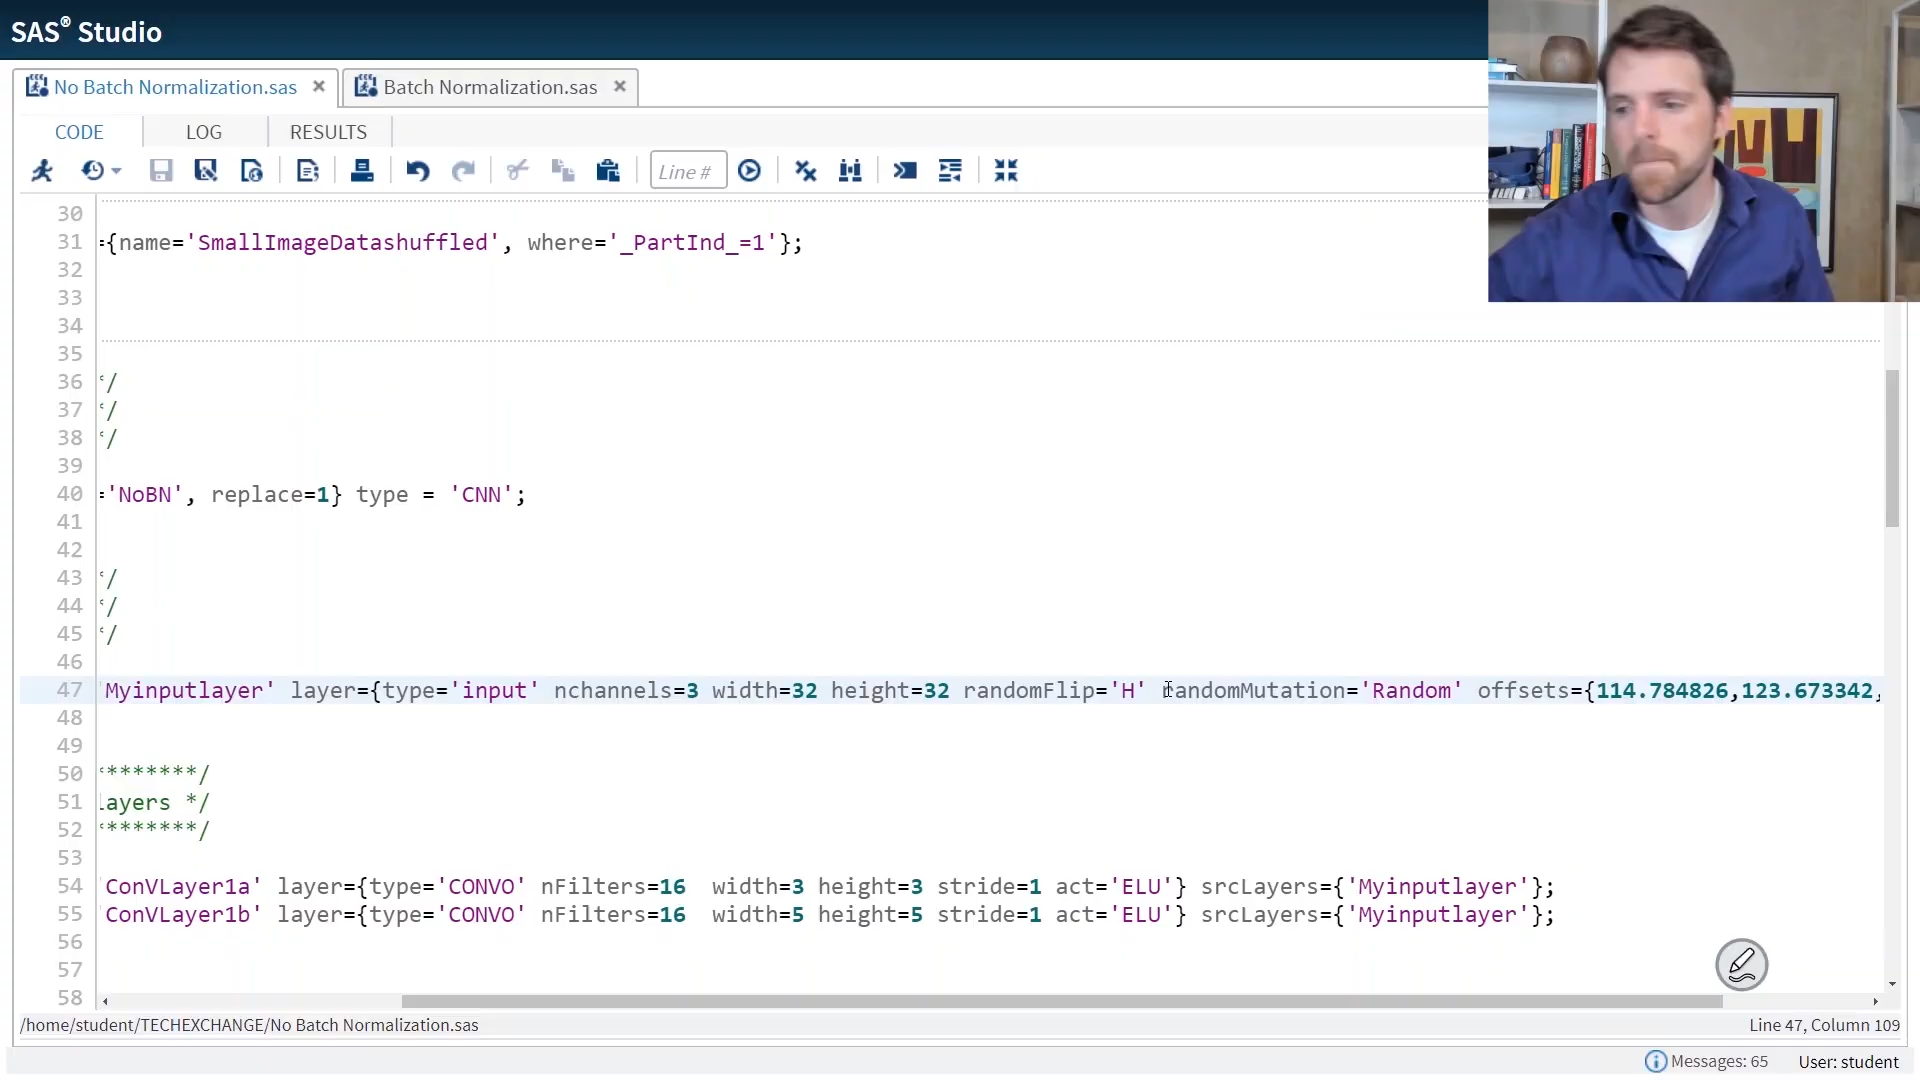 SAS® Studio
No Batch Normalization.sas
Batch Normalization.sas
CODE LOG RESULTS
Line #
30
31 ={name='SmallImageDatashuffled', where='_PartInd_=1'};
32
33
34
35
36 */
37 */
38 */
39
40 ='NoBN', replace=1} type = 'CNN';
41
42
43 */
44 */
45 */
46
47 'Myinputlayer' layer={type='input' nchannels=3 width=32 height=32 randomFlip='H' randomMutation='Random' offsets={114.784826,123.673342,
48
49
50 *******/
51 ayers */
52 *******/
53
54 'ConVLayer1a' layer={type='CONVO' nFilters=16  width=3 height=3 stride=1 act='ELU'} srcLayers={'Myinputlayer'};
55 'ConVLayer1b' layer={type='CONVO' nFilters=16  width=5 height=5 stride=1 act='ELU'} srcLayers={'Myinputlayer'};
56
57
58
/home/student/TECHEXCHANGE/No Batch Normalization.sas
Line 47, Column 109
Messages: 65
User: student